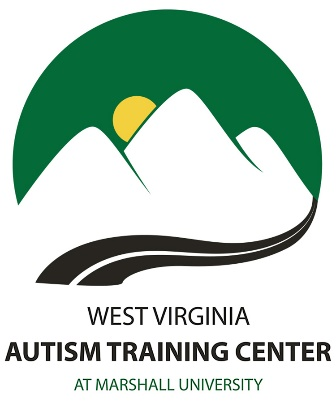 WEST VIRGINIA
AUTISM TRAINING CENTER
AT MARSHALL UNIVERSITY